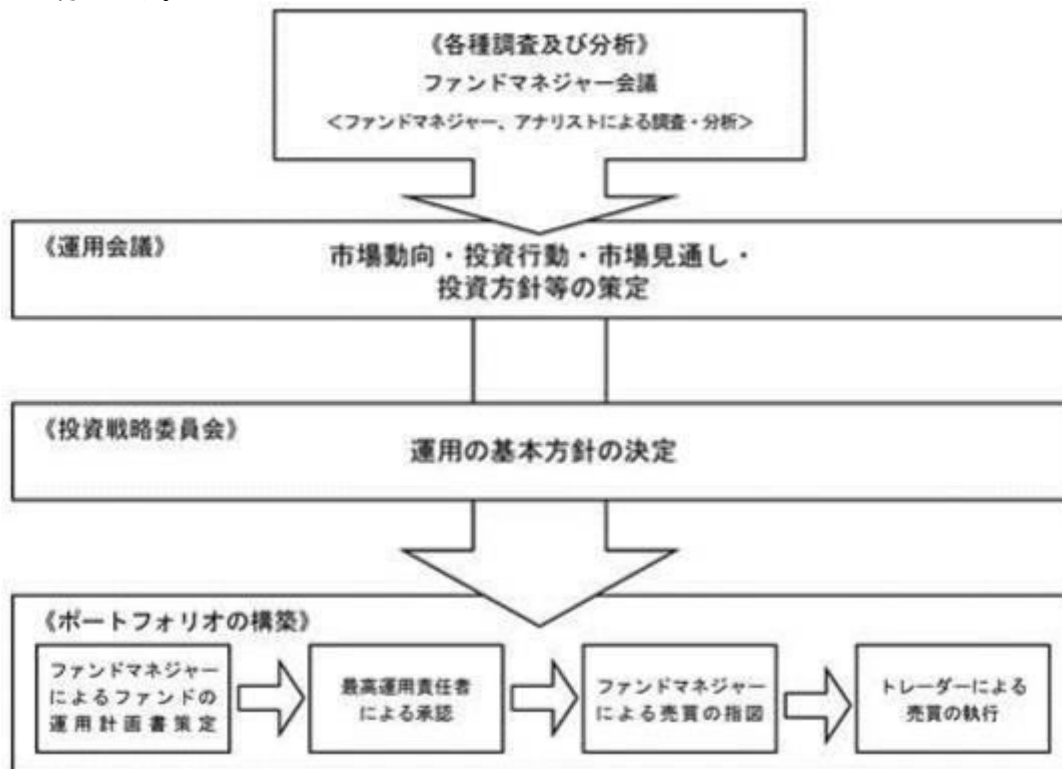 《各種調査及び分析》
ファンドマネジャー会議
<ファンドマネジャー、アナリストによる調査・分析>
《運用会議》
市場動向・投資行動・市場見通し・
投資方針等の策定
《投資戦略委員会》
運用の基本方針の決定
《ポートフォリオの構築》
ファンドマネジャー
によるファンドの
運用計画書策定
最高運用責任者
による承認
ファンドマネジャー
による売買の指図
トレーダーによる
売買の執行